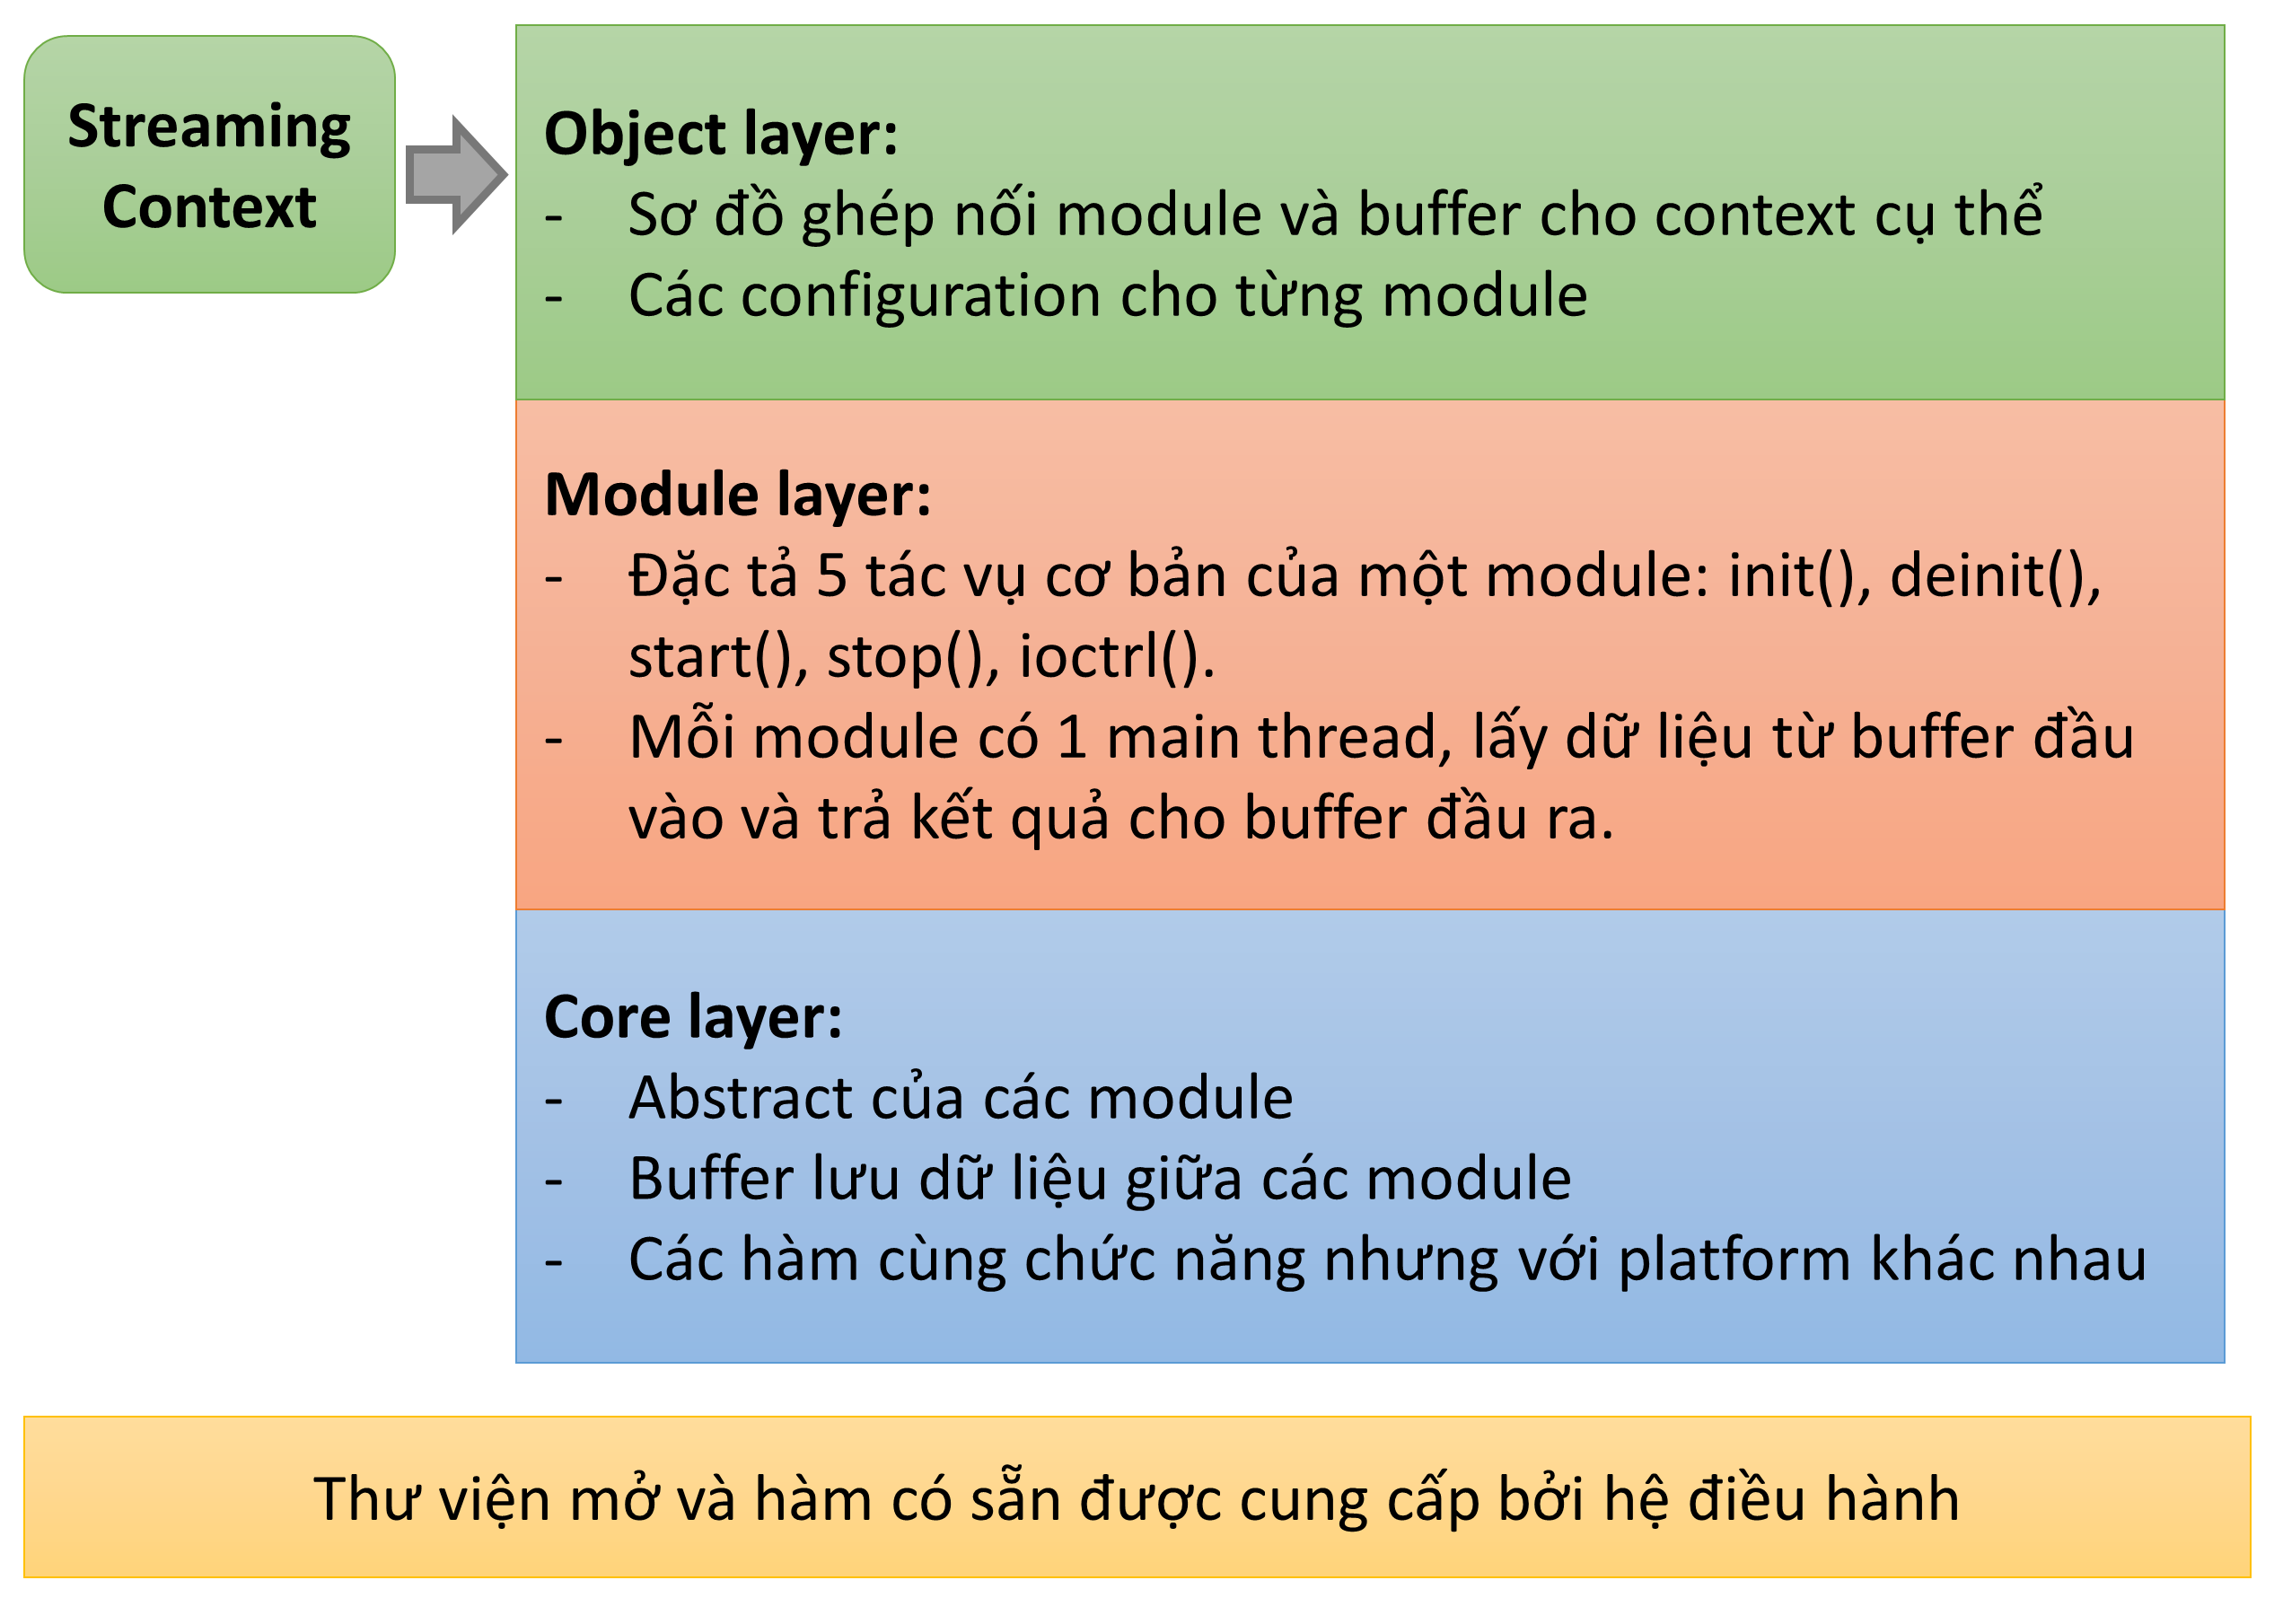 Streaming
Context
Object layer:
- Sơ đồ ghép nối module và buffer cho context cụ thể
- Các configuration cho từng module
Module layer:
- Đặc tả 5 tác vụ cơ bản của một module: init(), deinit(),
start(), stop(), ioctrl().
- Mỗi module có 1 main thread, lấy dữ liệu từ buffer đầu
vào và trả kết quả cho buffer đầu ra.
Core layer:
- Abstract của các module
- Buffer lưu dữ liệu giữa các module
- Các hàm cùng chức năng nhưng với platform khác nhau
Thư viện mở và hàm có sẵn được cung cấp bởi hệ điều hành